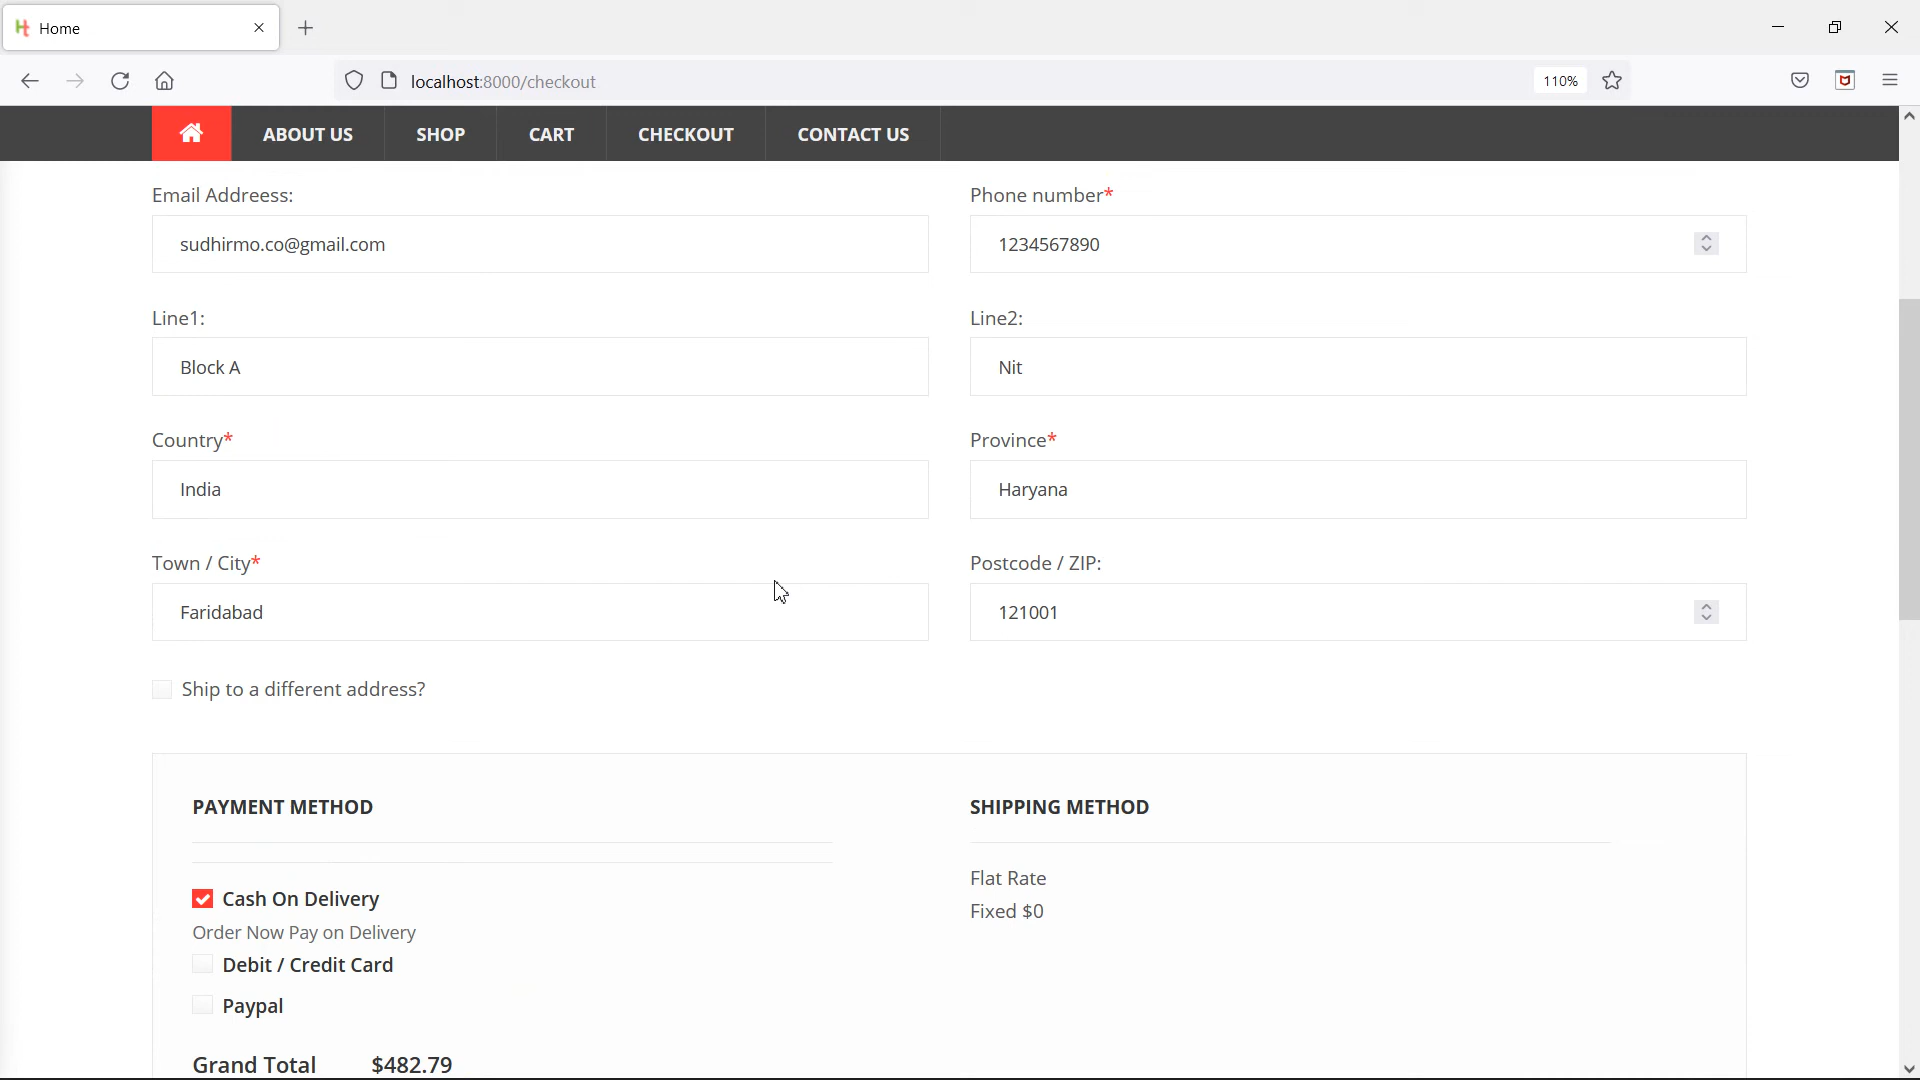 Home
localhost:8000/checkout
110%
ABOUT US
SHOP
CART
CHECKOUT
CONTACT US
Email Addreess:
Phone number*
sudhirmo.co@gmail.com
1234567890
Line1:
Line2:
Block A
Nit
Country*
Province*
India
Haryana
Town / City*
Postcode / ZIP:
Faridabad
121001
Ship to a different address?
PAYMENT METHOD
SHIPPING METHOD
Cash On Delivery
Flat Rate
Order Now Pay on Delivery
Fixed $0
Debit / Credit Card
Paypal
Grand Total $482.79